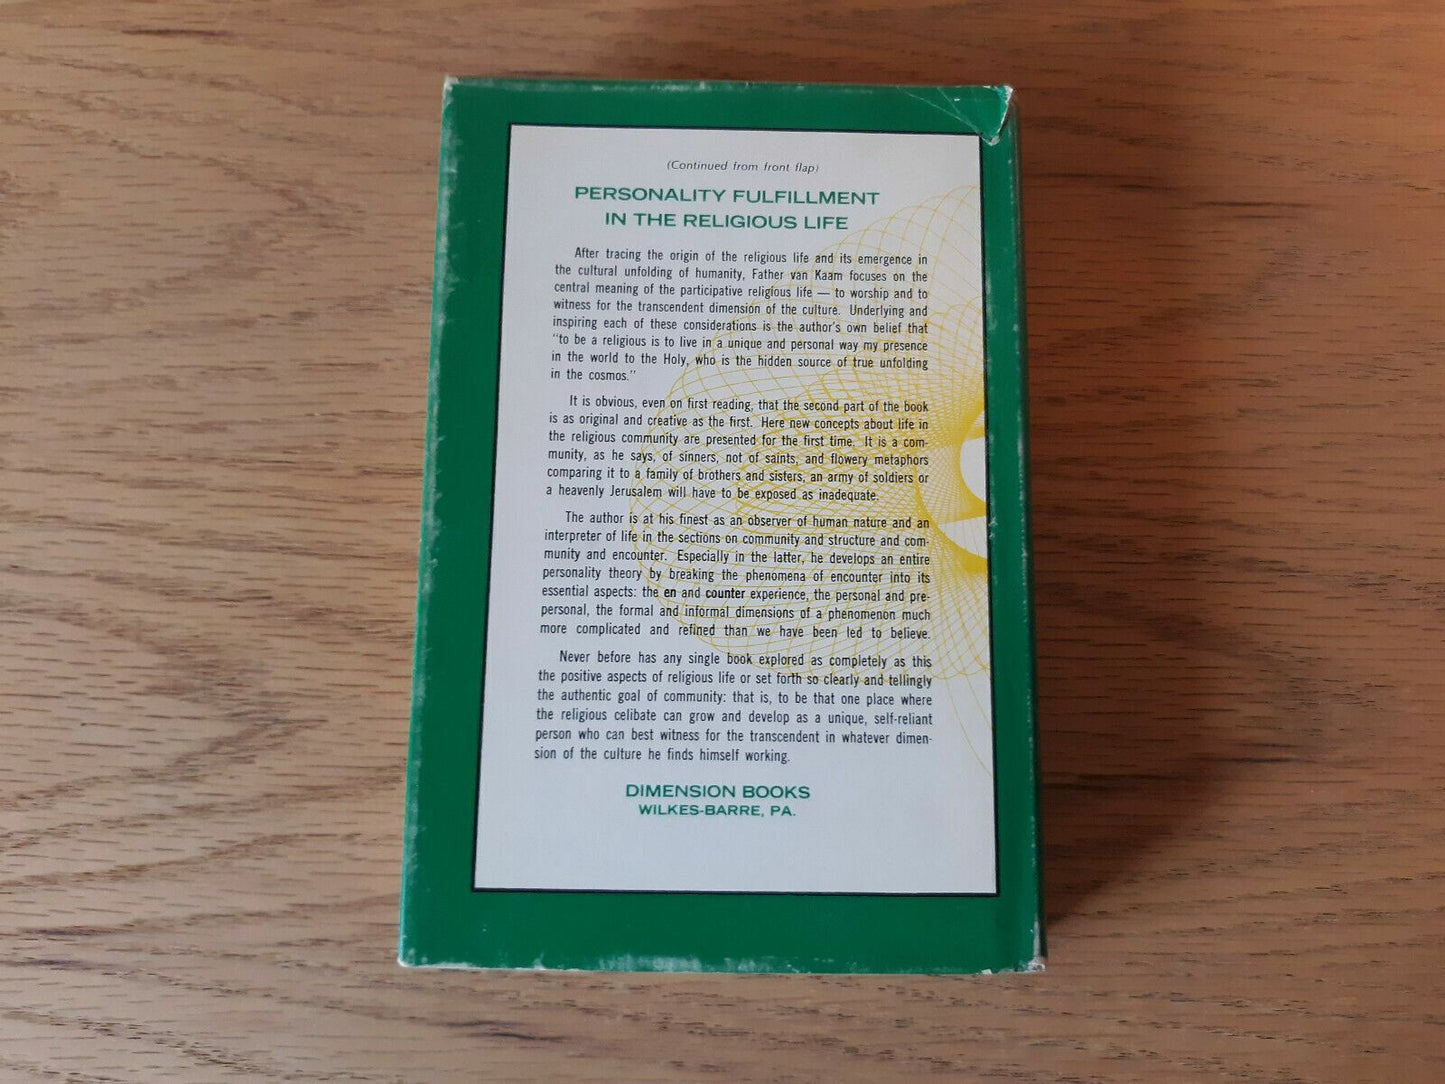 (Continued from front flap)
PERSONALITY FULFILLMENT
IN THE RELIGIOUS LIFE
After tracing the origin of the religious life and its emergence in
the cultural unfolding of humanity, Father van Kaam focuses on the
central meaning of the participative religious life — to worship and to
witness for the transcendent dimension of the culture. Underlying and
inspiring each of these considerations is the author's own belief that
"to be a religious is to live in a unique and personal way my presence
in the world to the Holy, who is the hidden source of true unfolding
in the cosmos."
It is obvious, even on first reading, that the second part of the book
is as original and creative as the first. Here new concepts about life in
the religious community are presented for the first time. It is a com-
munity, as he says, of sinners, not of saints, and flowery metaphors
comparing it to a family of brothers and sisters, an army of soldiers or
a heavenly Jerusalem will have to be exposed as inadequate.
The author is at his finest as an observer of human nature and an
interpreter of life in the sections on community and structure and com-
munity and encounter. Especially in the latter, he develops an entire
personality theory by breaking the phenomena of encounter into its
essential aspects: the en and counter experience, the personal and pre-
personal, the formal and informal dimensions of a phenomenon much
more complicated and refined than we have been led to believe.
Never before has any single book explored as completely as this
the positive aspects of religious life or set forth so clearly and tellingly
the authentic goal of community: that is, to be that one place where
the religious celibate can grow and develop as a unique, self-reliant
person who can best witness for the transcendent in whatever dimen-
sion of the culture he finds himself working.
DIMENSION BOOKS
WILKES-BARRE, PA.